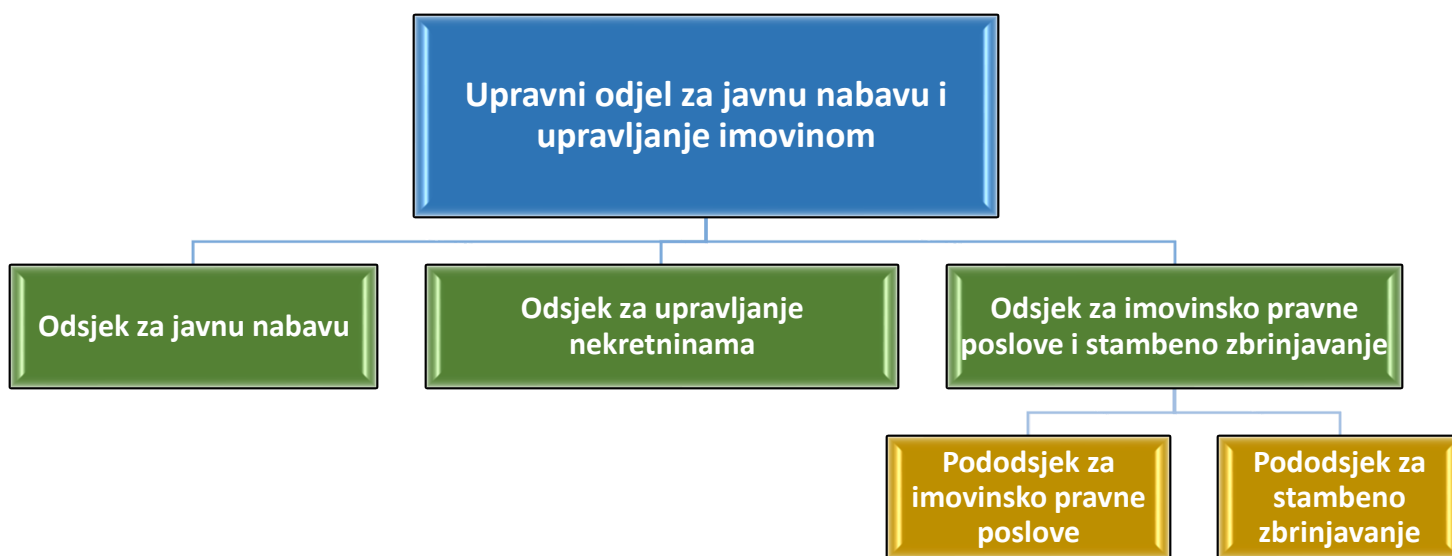 Upravni odjel za javnu nabavu i
upravljanje imovinom
Odsjek za javnu nabavu
Odsjek za upravljanje
nekretninama
Odsjek za imovinsko pravne
poslove i stambeno zbrinjavanje
Pododsjek za
imovinsko pravne
poslove
Pododsjek za
stambeno
zbrinjavanje